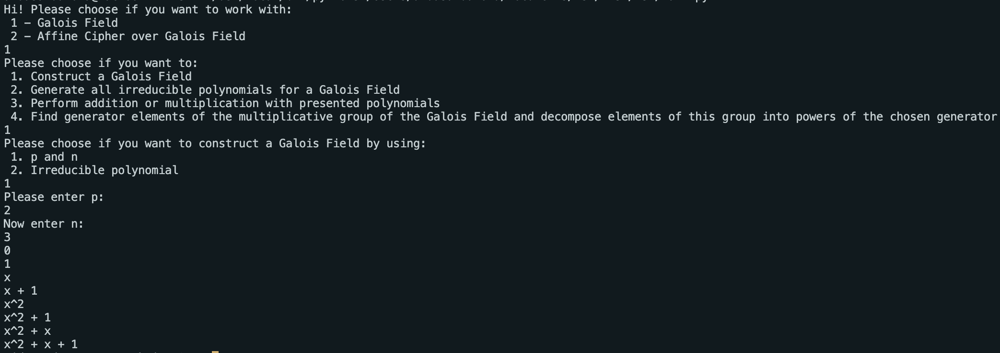 Hi! Please choose if you want to work with:
1 – Galois Field
2 – Affine Cipher over Galois Field
1
Please choose if you want to:
1. Construct a Galois Field
2. Generate all irreducible polynomials for a Galois Field
3. Perform addition or multiplication with presented polynomials
4. Find generator elements of the multiplicative group of the Galois Field and decompose elements of this group into powers of the chosen generator
1
Please choose if you want to construct a Galois Field by using:
1. p and n
2. Irreducible polynomial
1
Please enter p:
2
Now enter n:
3
0
1
x
x + 1
x^2
x^2 + 1
x^2 + x
x^2 + x + 1